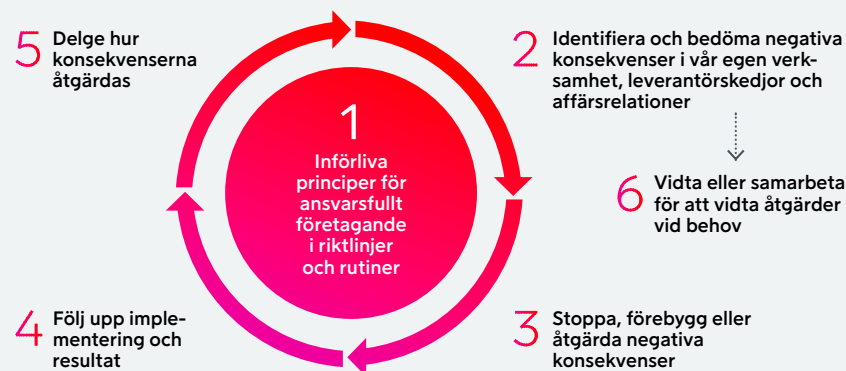 1
Införliva
principer för
ansvarsfullt
företagande
i riktlinjer
och rutiner
2
Identifiera och bedöma negativa
konsekvenser i vår egen verk-
samhet, leverantörskedjor och
affärsrelationer
6
Vidta eller samarbeta
för att vidta åtgärder
vid behov
3
Stoppa, förebygg eller
åtgärda negativa
konsekvenser
4
Följ upp imple-
mentering och
resultat
5
Delge hur
konsekvenserna
åtgärdas